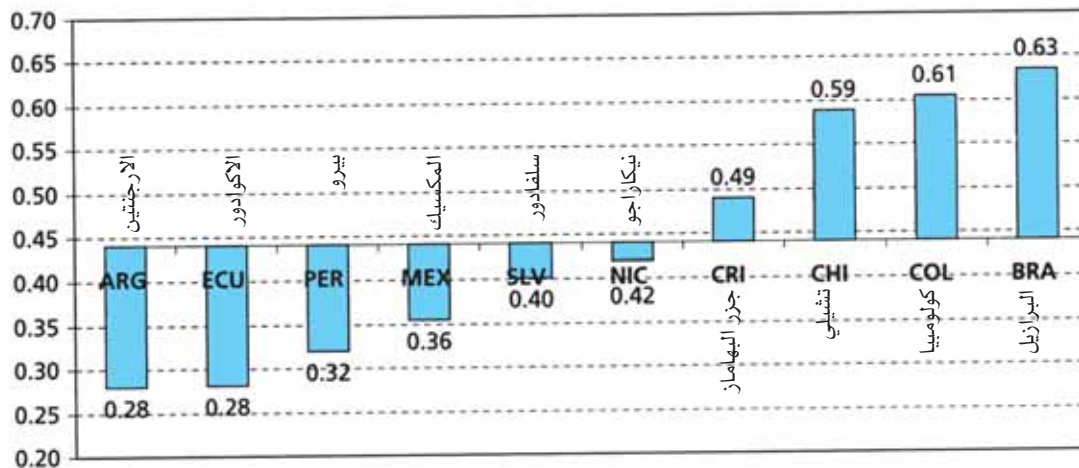 0.70
0.65
0.60
0.55
0.50
0.45
0.40
0.35
0.30
0.25
0.20
الارجنتين
الاكوادور
بيرو
المكسيك
سلفادور
نيكاراجو
0.49
0.59
0.61
0.63
ARG ECU PER MEX SLV NIC CRI CHI COL BRA
0.28
0.28
0.32
0.36
0.40
0.42
جزر البهاماز
تشيلي
كولومبيا
البرازيل